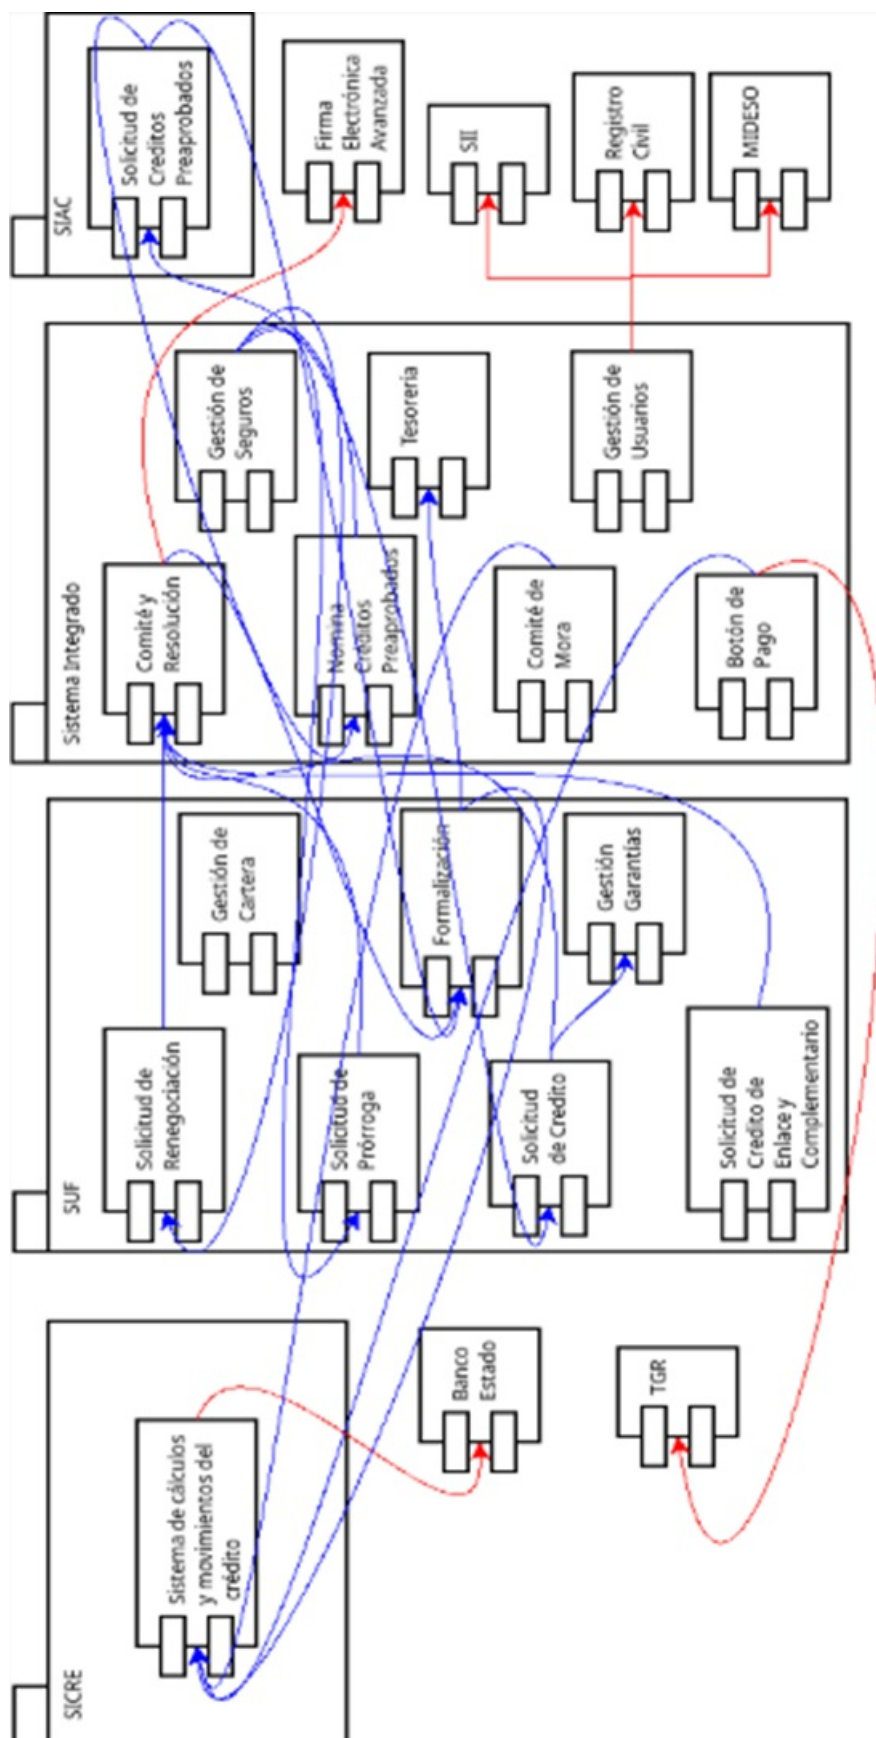 SICRE
Sistema de cálculos
y movimientos del
crédito
Banco
Estado
TGR
SUF
Solicitud de
Renegociación
Gestión de
Cartera
Solicitud de
Prórroga
Formalización
Solicitud
de Credito
Gestión
Garantías
Solicitud de
Credito de
Enlace y
Complementario
Sistema Integrado
Comité y
Resolución
Gestión de
Seguros
Nomina
Créditos
Preaprobados
Tesoreria
Comité de
Mora
Gestión de
Usuarios
Botón de
Pago
SIAC
Solicitud de
Creditos
Preaprobados
Firma
Electrónica
Avanzada
SII
Registro
Civil
MIDESO